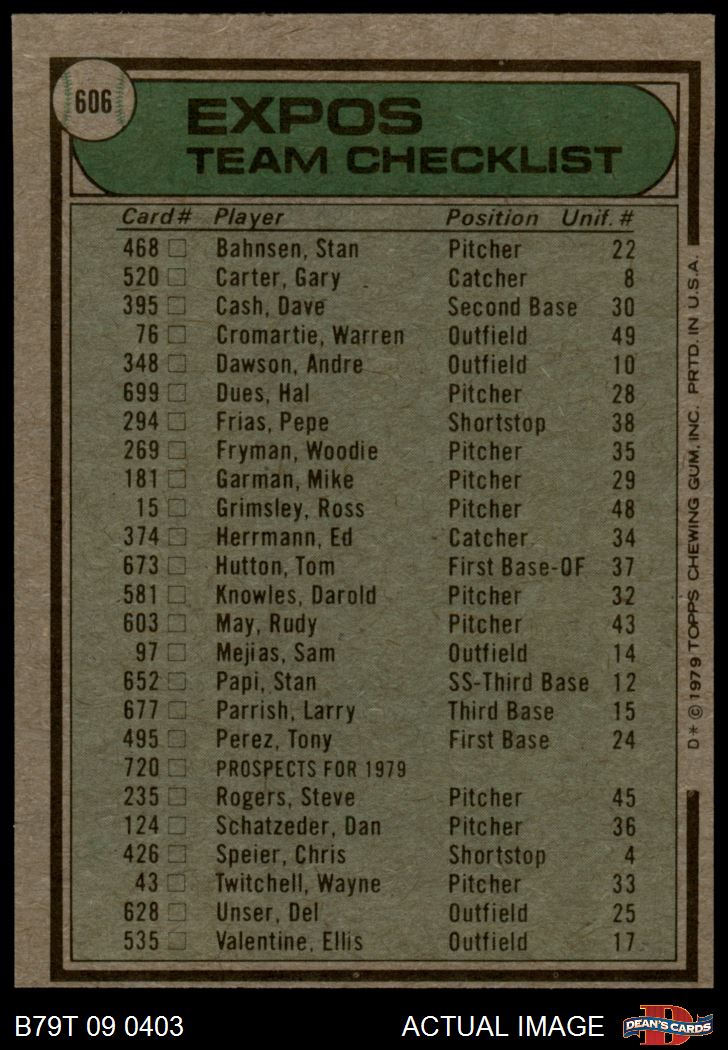 606
EXPOS
TEAM CHECKLIST
Card # Player Position Unif. #
468 Bahnsen, Stan Pitcher 22
520 Carter, Gary Catcher 8
395 Cash, Dave Second Base 30
76 Cromartie, Warren Outfield 49
348 Dawson, Andre Outfield 10
699 Dues, Hal Pitcher 28
294 Frias, Pepe Shortstop 38
269 Fryman, Woodie Pitcher 35
181 Garman, Mike Pitcher 29
15 Grimsley, Ross Pitcher 48
374 Herrmann, Ed Catcher 34
673 Hutton, Tom First Base-OF 37
581 Knowles, Darold Pitcher 32
603 May, Rudy Pitcher 43
97 Mejias, Sam Outfield 14
652 Papi, Stan SS-Third Base 12
677 Parrish, Larry Third Base 15
495 Perez, Tony First Base 24
720 PROSPECTS FOR 1979
235 Rogers, Steve Pitcher 45
124 Schatzeder, Dan Pitcher 36
426 Speier, Chris Shortstop 4
43 Twitchell, Wayne Pitcher 33
628 Unser, Del Outfield 25
535 Valentine, Ellis Outfield 17
D* © 1979 TOPPS CHEWING GUM, INC. PRTD. IN U.S.A.
B79T 09 0403 ACTUAL IMAGE
D
DEAN'S CARDS